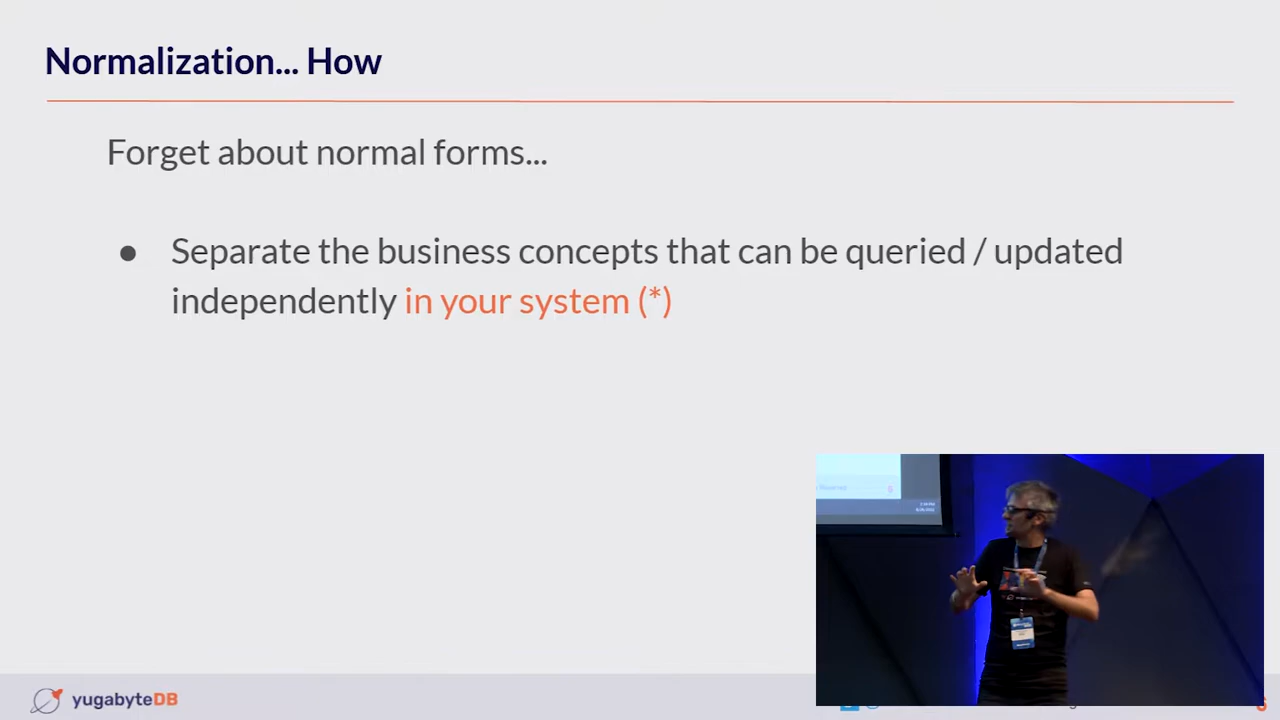 Normalization... How
Forget about normal forms...
● Separate the business concepts that can be queried / updated
independently in your system (*)
yugabyteDB